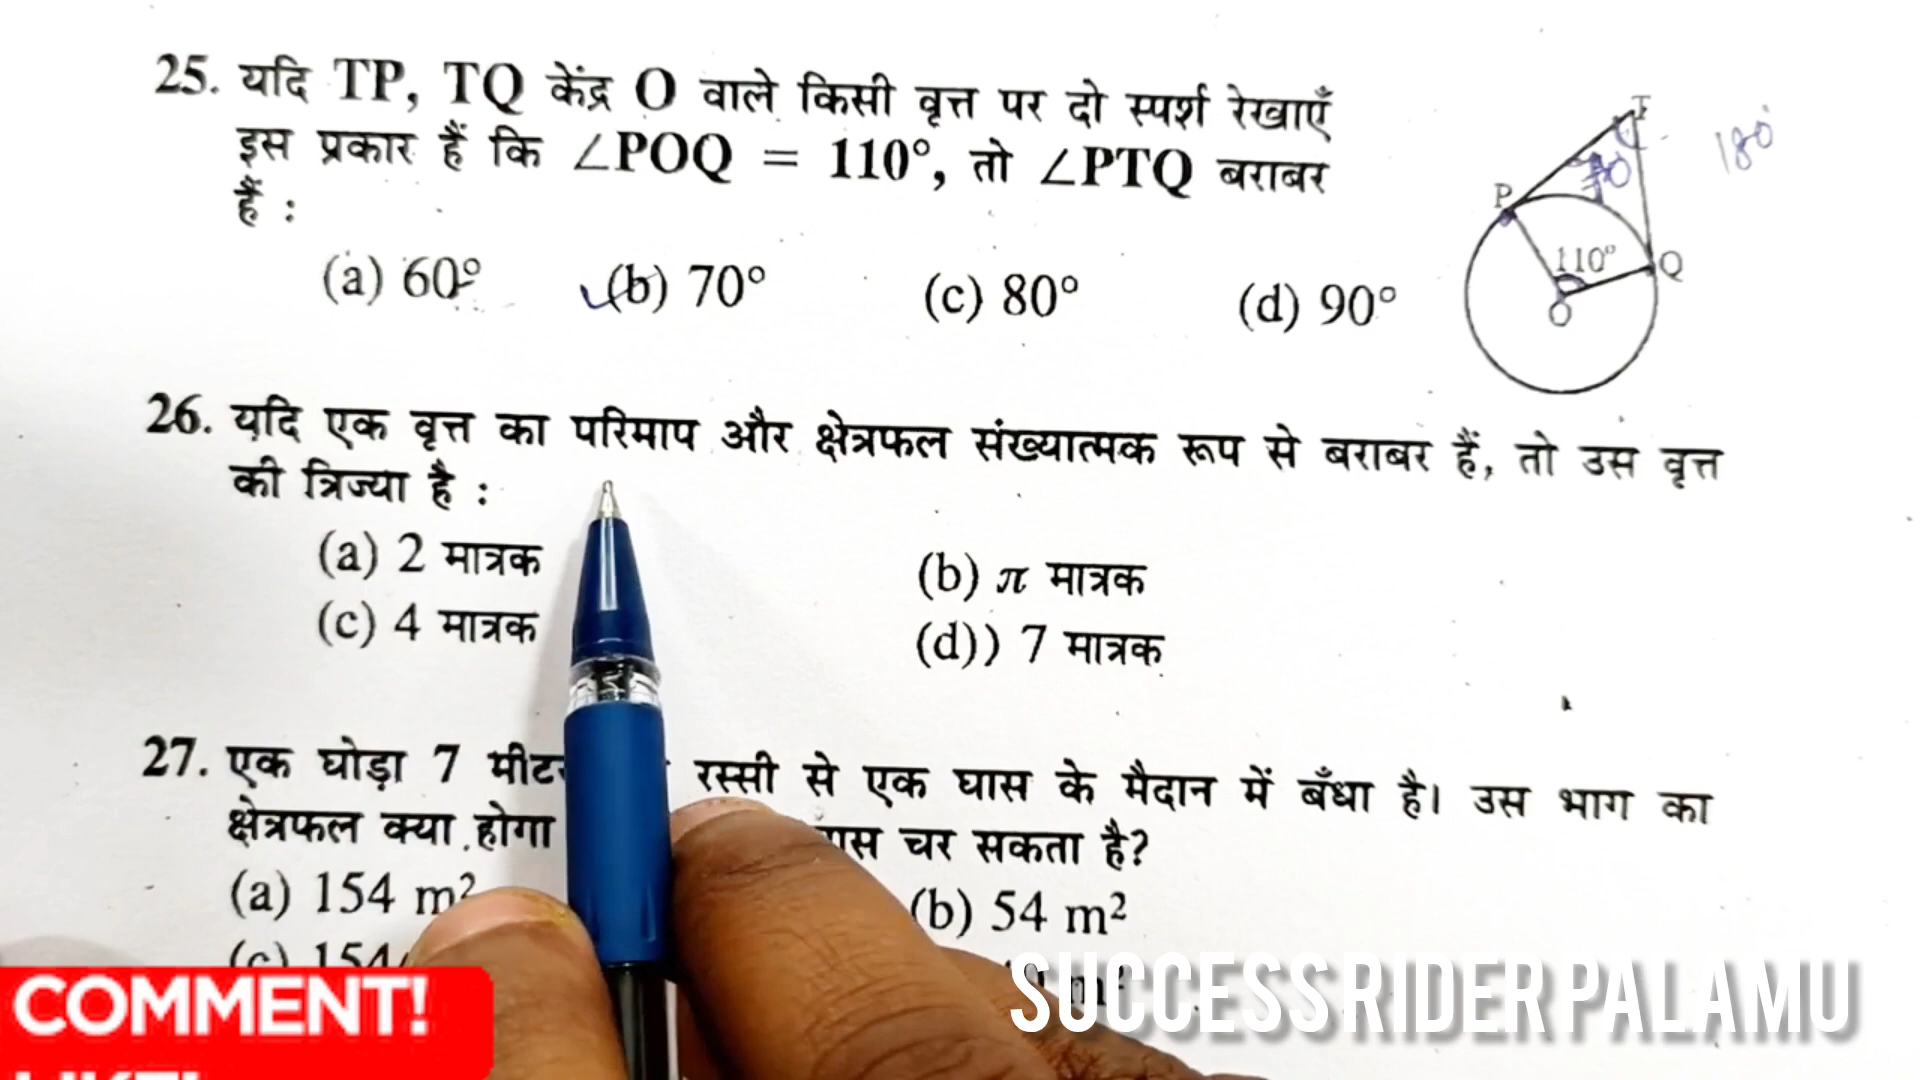 25. यदि TP, TQ केंद्र O वाले किसी वृत्त पर दो स्पर्श रेखाएँ
इस प्रकार हैं कि ∠POQ = 110°, तो ∠PTQ बराबर
हैं :
(a) 60° (b) 70° (c) 80° (d) 90°
T
180°
P
70
110°
Q
O
26. यदि एक वृत्त का परिमाप और क्षेत्रफल संख्यात्मक रूप से बराबर हैं, तो उस वृत्त
की त्रिज्या है :
(a) 2 मात्रक (b) π मात्रक
(c) 4 मात्रक (d)) 7 मात्रक
27. एक घोड़ा 7 रस्सी से एक घास के मैदान में बँधा है। उस भाग का
क्षेत्रफल क्या होगा चर सकता है?
(a) 154 m² (b) 54 m²
(c) m²
COMMENT!
SUCCESS RIDER PALAMU